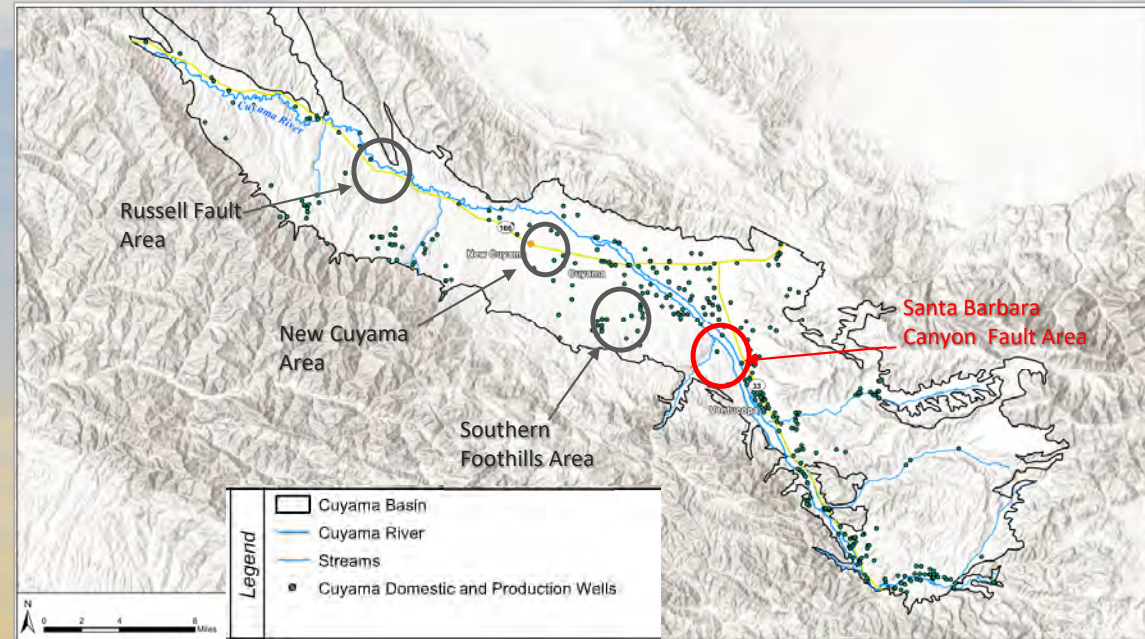 Cuyama River
Russell Fault
Area
166
New Cuyama
Cuyama
New Cuyama
Area
Santa Barbara
Canyon Fault Area
33
Ventucopa
Southern
Foothills Area
Legend
Cuyama Basin
Cuyama River
Streams
Cuyama Domestic and Production Wells
N
0 2 4 8
Miles